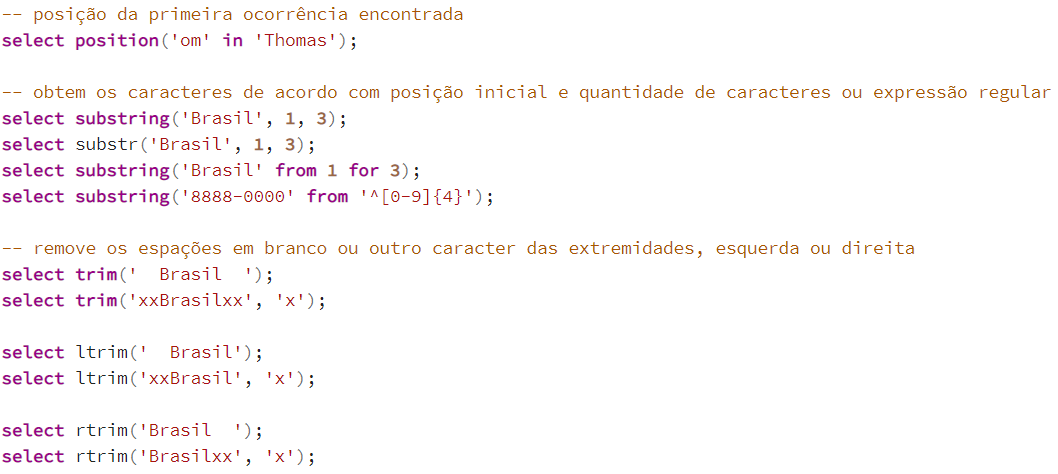 -- posição da primeira ocorrência encontrada
select position('om' in 'Thomas');

-- obtem os caracteres de acordo com posição inicial e quantidade de caracteres ou expressão regular
select substring('Brasil', 1, 3);
select substr('Brasil', 1, 3);
select substring('Brasil' from 1 for 3);
select substring('8888-0000' from '^[0-9]{4}');

-- remove os espações em branco ou outro caracter das extremidades, esquerda ou direita
select trim('  Brasil  ');
select trim('xxBrasilxx', 'x');

select ltrim('  Brasil');
select ltrim('xxBrasil', 'x');

select rtrim('Brasil  ');
select rtrim('Brasilxx', 'x');